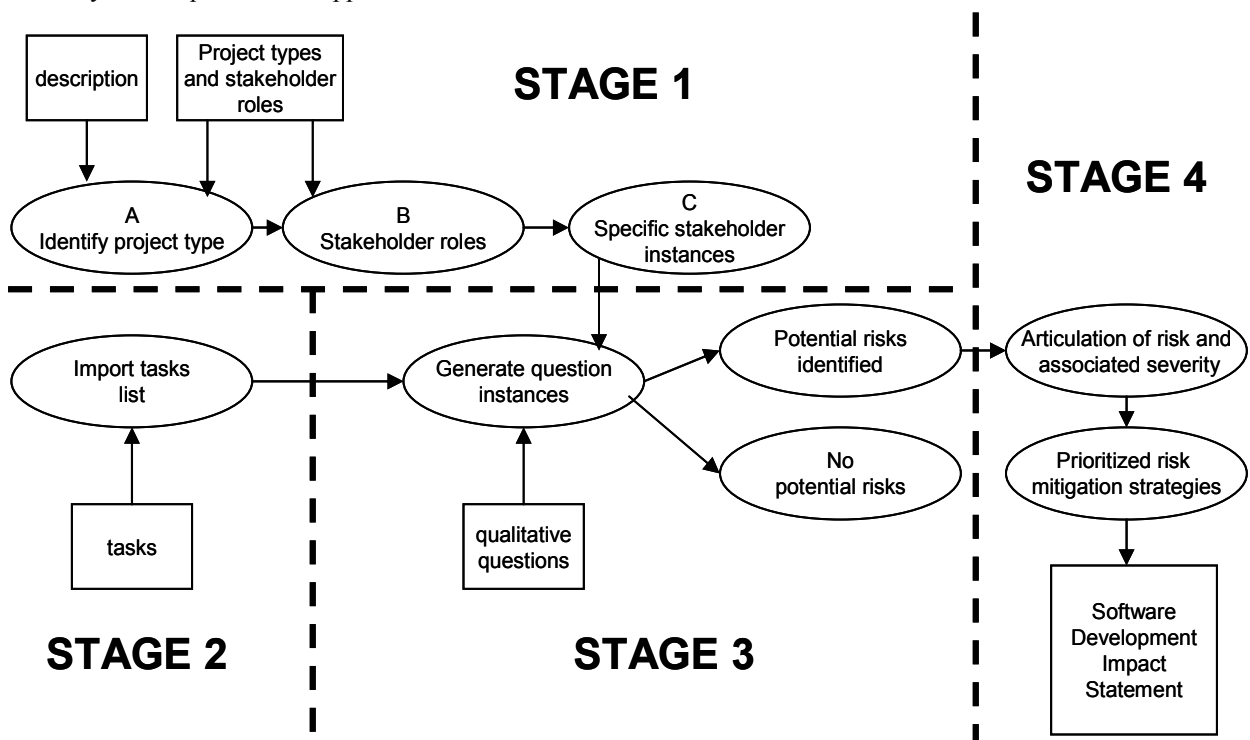 description
Project types
and stakeholder
roles
STAGE 1
STAGE 4
A
Identify project type
B
Stakeholder roles
C
Specific stakeholder
instances
Import tasks
list
Generate question
instances
Potential risks
identified
Articulation of risk and
associated severity
No
potential risks
Prioritized risk
mitigation strategies
tasks
qualitative
questions
Software
Development
Impact
Statement
STAGE 2
STAGE 3